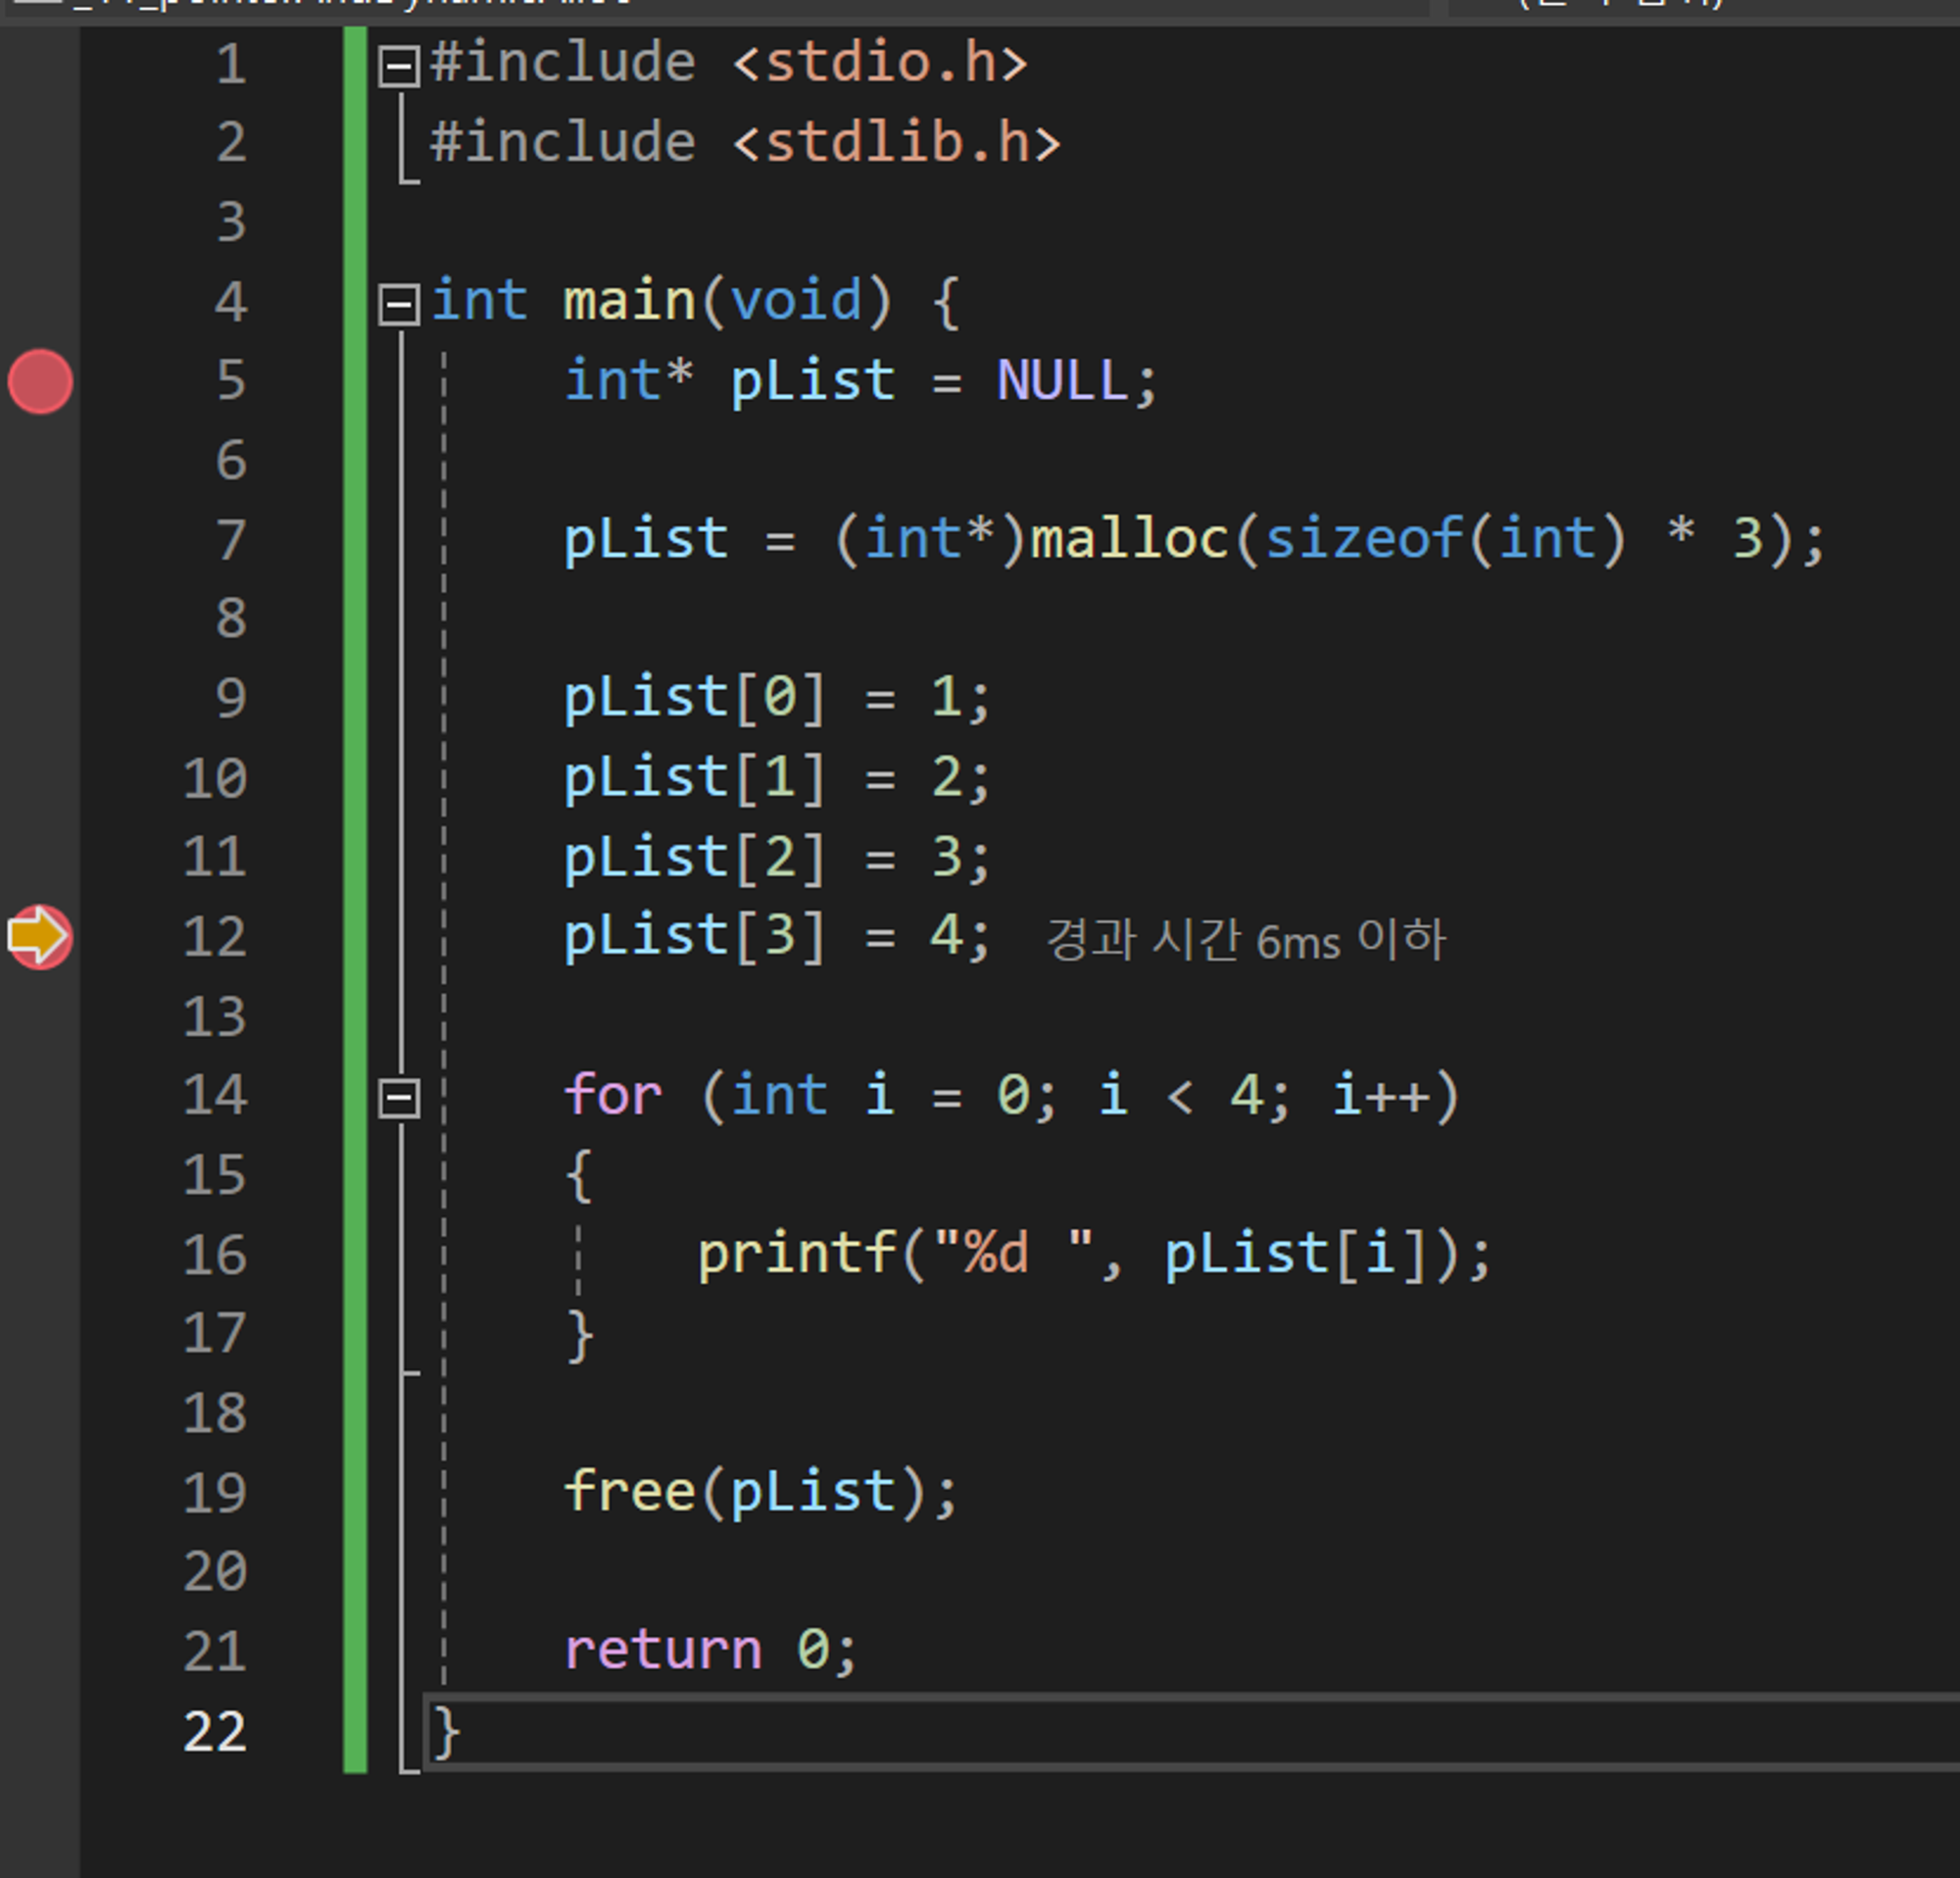 1 #include <stdio.h>
2 #include <stdlib.h>
3
4 int main(void) {
5     int* pList = NULL;
6
7     pList = (int*)malloc(sizeof(int) * 3);
8
9     pList[0] = 1;
10     pList[1] = 2;
11     pList[2] = 3;
12     pList[3] = 4;   경과 시간 6ms 이하
13
14     for (int i = 0; i < 4; i++)
15     {
16         printf("%d ", pList[i]);
17     }
18
19     free(pList);
20
21     return 0;
22 }